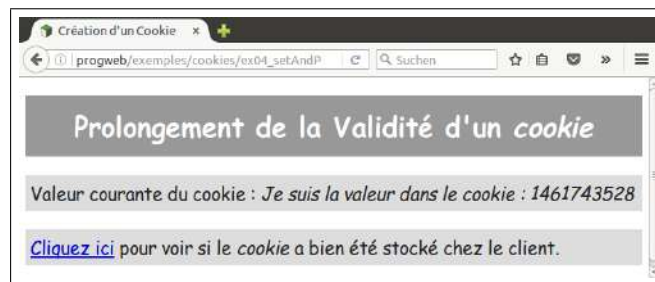 Création d'un Cookie
progweb/exemples/cookies/ex04_setAndP
Suchen
Prolongement de la Validité d'un cookie
Valeur courante du cookie : Je suis la valeur dans le cookie : 1461743528
Cliquez ici pour voir si le cookie a bien été stocké chez le client.